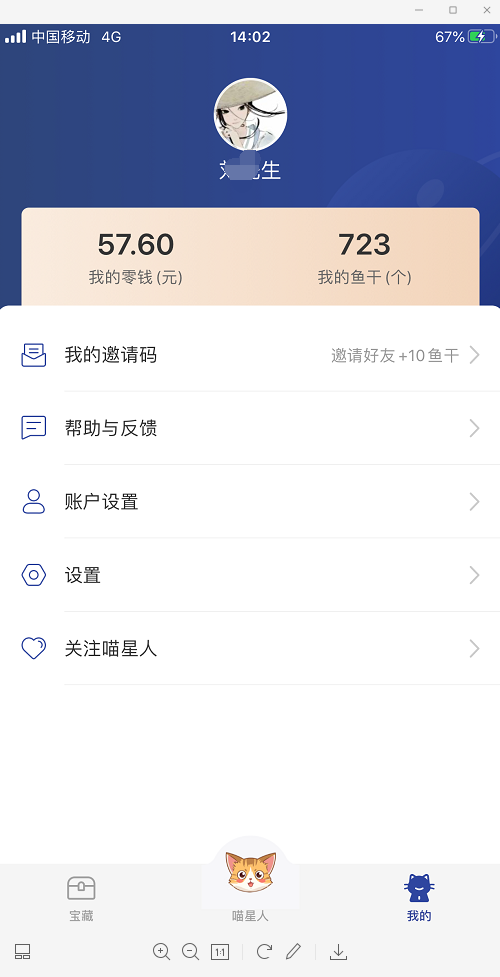 中国移动 4G 14:02 67%
生
57.60 723
我的零钱(元) 我的鱼干(个)
我的邀请码 邀请好友+10鱼干
帮助与反馈
账户设置
设置
关注喵星人
宝藏 喵星人 我的
1:1